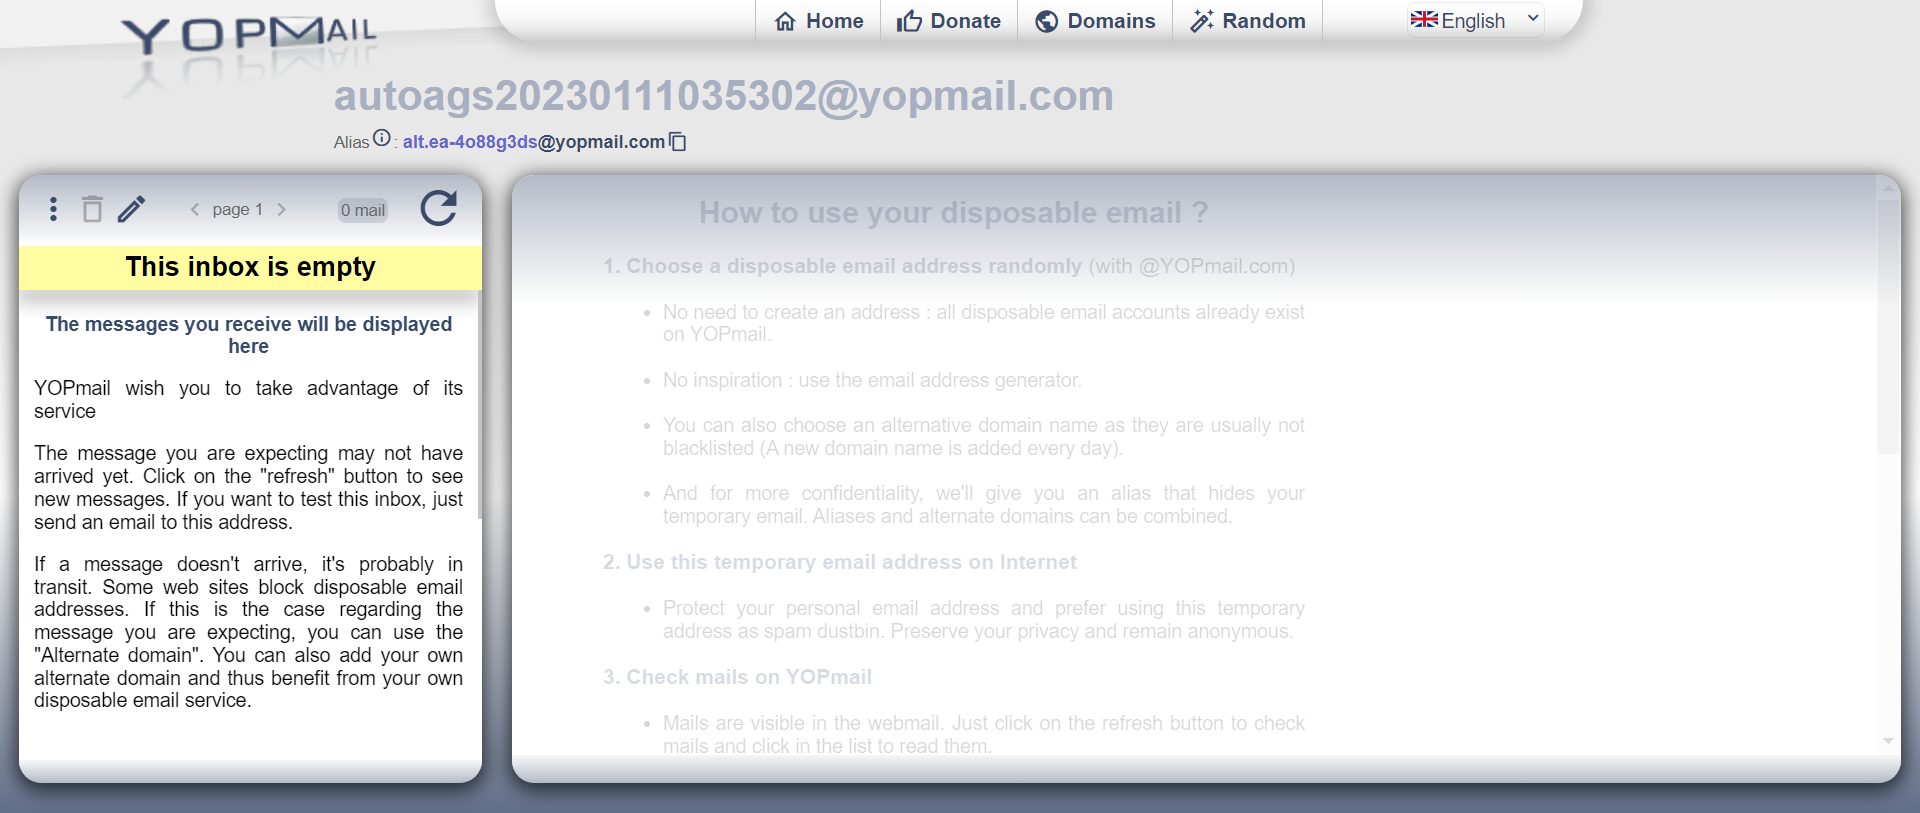 YOPMAIL
Home
Donate
Domains
Random
English
autoags20230111035302@yopmail.com
Alias : alt.ea-4o88g3ds@yopmail.com
page 1
0 mail
This inbox is empty
The messages you receive will be displayed
here
YOPmail wish you to take advantage of its
service
The message you are expecting may not have
arrived yet. Click on the "refresh" button to see
new messages. If you want to test this inbox, just
send an email to this address.
If a message doesn't arrive, it's probably in
transit. Some web sites block disposable email
addresses. If this is the case regarding the
message you are expecting, you can use the
"Alternate domain". You can also add your own
alternate domain and thus benefit from your own
disposable email service.
How to use your disposable email ?
1. Choose a disposable email address randomly (with @YOPmail.com)
• No need to create an address : all disposable email accounts already exist
on YOPmail.
• No inspiration : use the email address generator.
• You can also choose an alternative domain name as they are usually not
blacklisted (A new domain name is added every day).
• And for more confidentiality, we'll give you an alias that hides your
temporary email. Aliases and alternate domains can be combined.
2. Use this temporary email address on Internet
• Protect your personal email address and prefer using this temporary
address as spam dustbin. Preserve your privacy and remain anonymous.
3. Check mails on YOPmail
• Mails are visible in the webmail. Just click on the refresh button to check
mails and click in the list to read them.